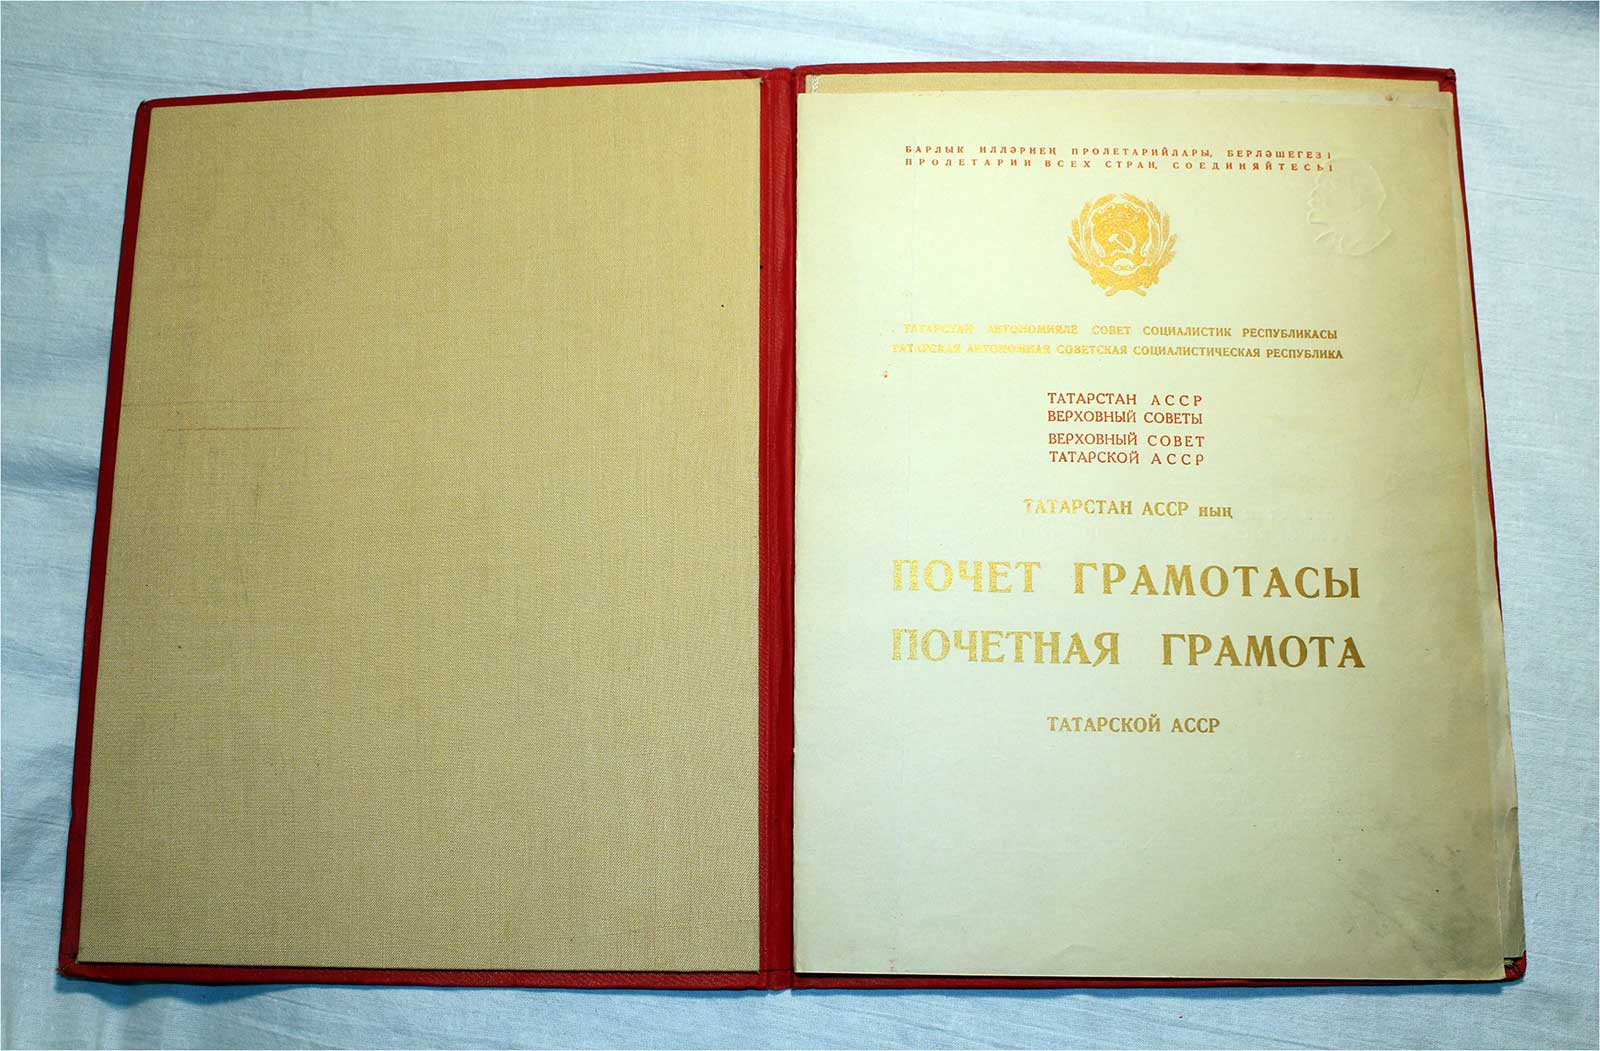 БАРЛЫК ИЛЛӘРНЕҢ ПРОЛЕТАРИЙЛАРЫ, БЕРЛӘШЕГЕЗ!
ПРОЛЕТАРИИ ВСЕХ СТРАН, СОЕДИНЯЙТЕСЬ!
ТАТАРСТАН АВТОНОМИЯЛЕ СОВЕТ СОЦИАЛИСТИК РЕСПУБЛИКАСЫ
ТАТАРСКАЯ АВТОНОМНАЯ СОВЕТСКАЯ СОЦИАЛИСТИЧЕСКАЯ РЕСПУБЛИКА
ТАТАРСТАН АССР
ВЕРХОВНЫЙ СОВЕТЫ
ВЕРХОВНЫЙ СОВЕТ
ТАТАРСКОЙ АССР
ТАТАРСТАН АССР ның
ПОЧЕТ ГРАМОТАСЫ
ПОЧЕТНАЯ ГРАМОТА
ТАТАРСКОЙ АССР